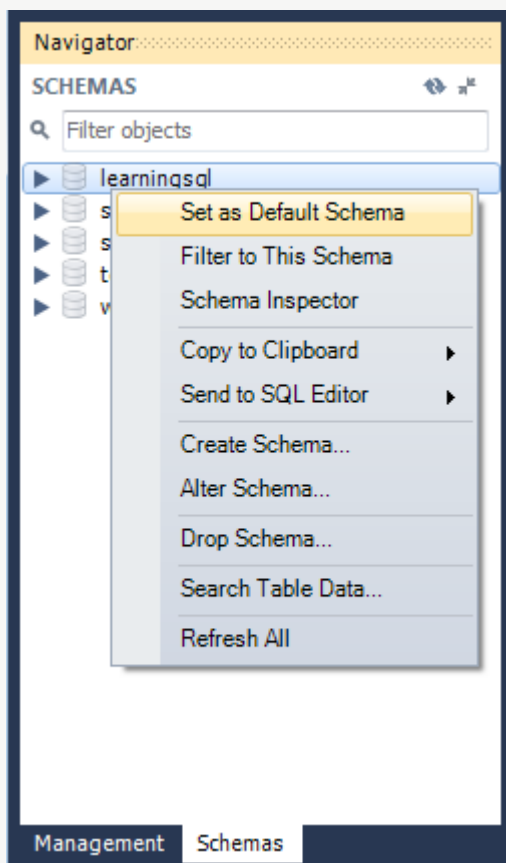 Navigator
SCHEMAS
Filter objects
learningsql
s
s
t
w
Set as Default Schema
Filter to This Schema
Schema Inspector
Copy to Clipboard
Send to SQL Editor
Create Schema...
Alter Schema...
Drop Schema...
Search Table Data...
Refresh All
Management Schemas